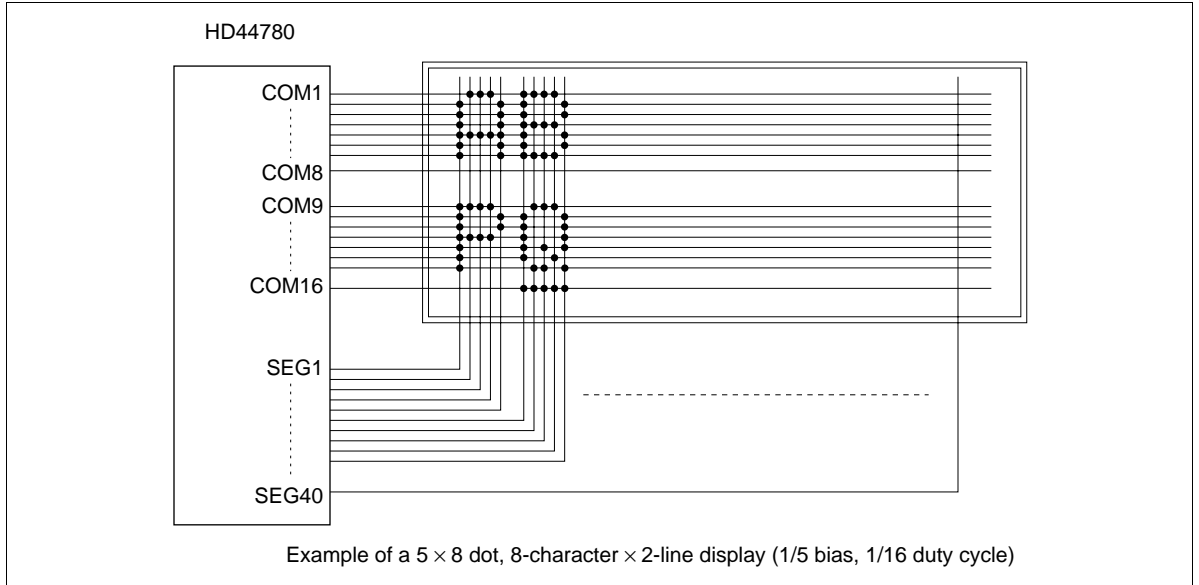 HD44780
COM1
COM8
COM9
COM16
SEG1
SEG40
Example of a 5 × 8 dot, 8-character × 2-line display (1/5 bias, 1/16 duty cycle)